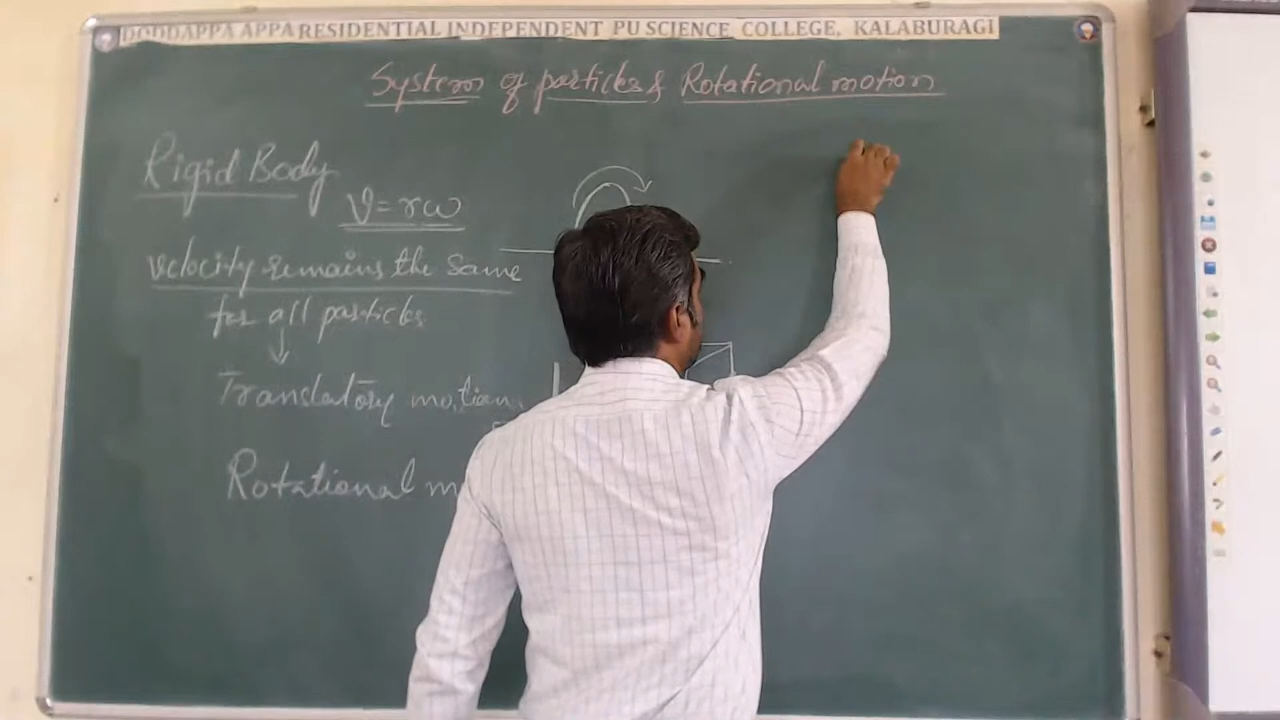 DODDAPPA APPA RESIDENTIAL INDEPENDENT PU SCIENCE COLLEGE, KALABURAGI
System of particles & Rotational motion
Rigid Body
v = rω
velocity remains the same
for all particles
Translatory motion
Rotational m